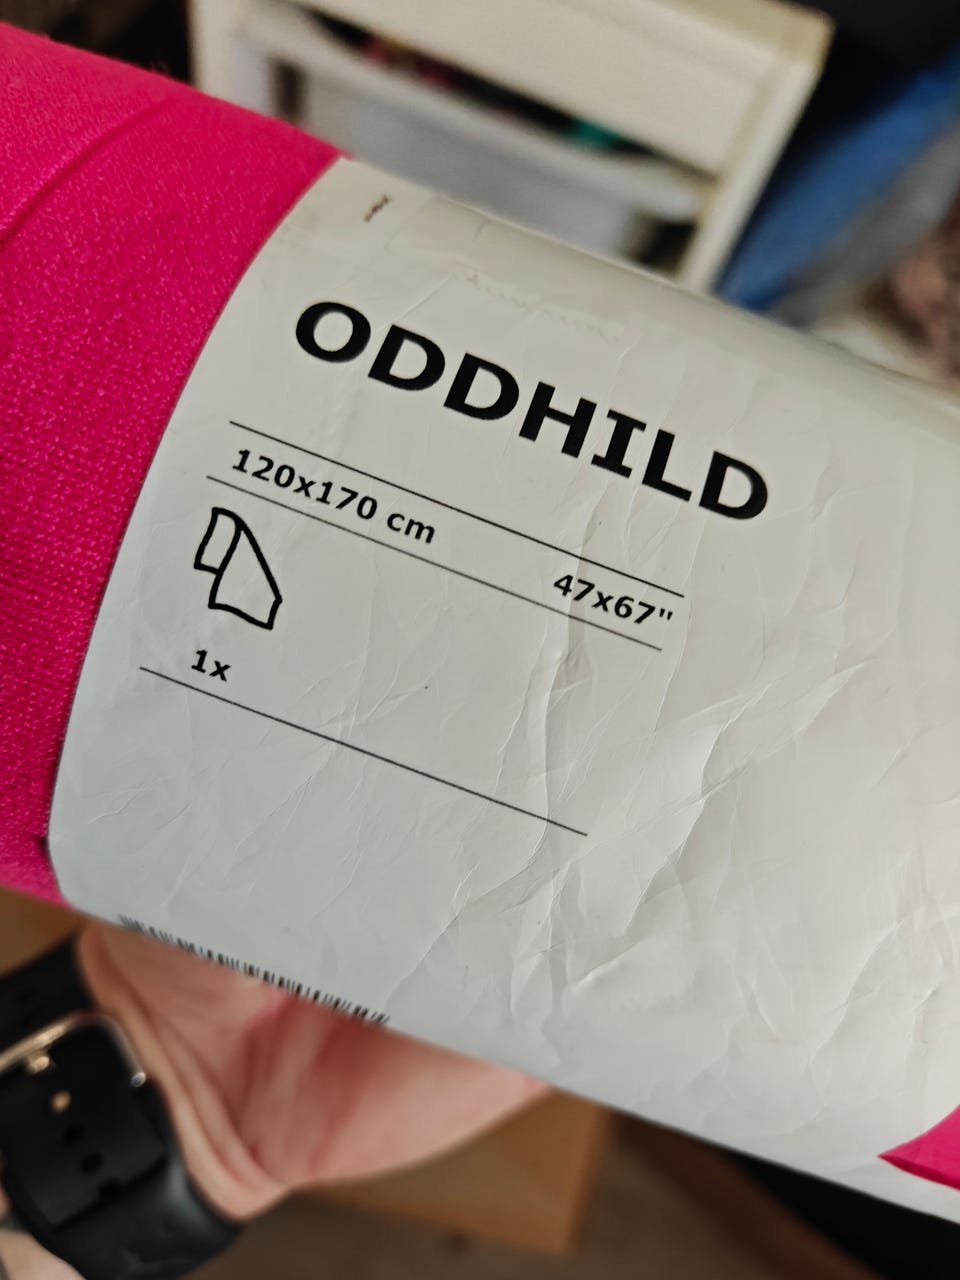 ODDHILD
120x170 cm
47x67"
1x